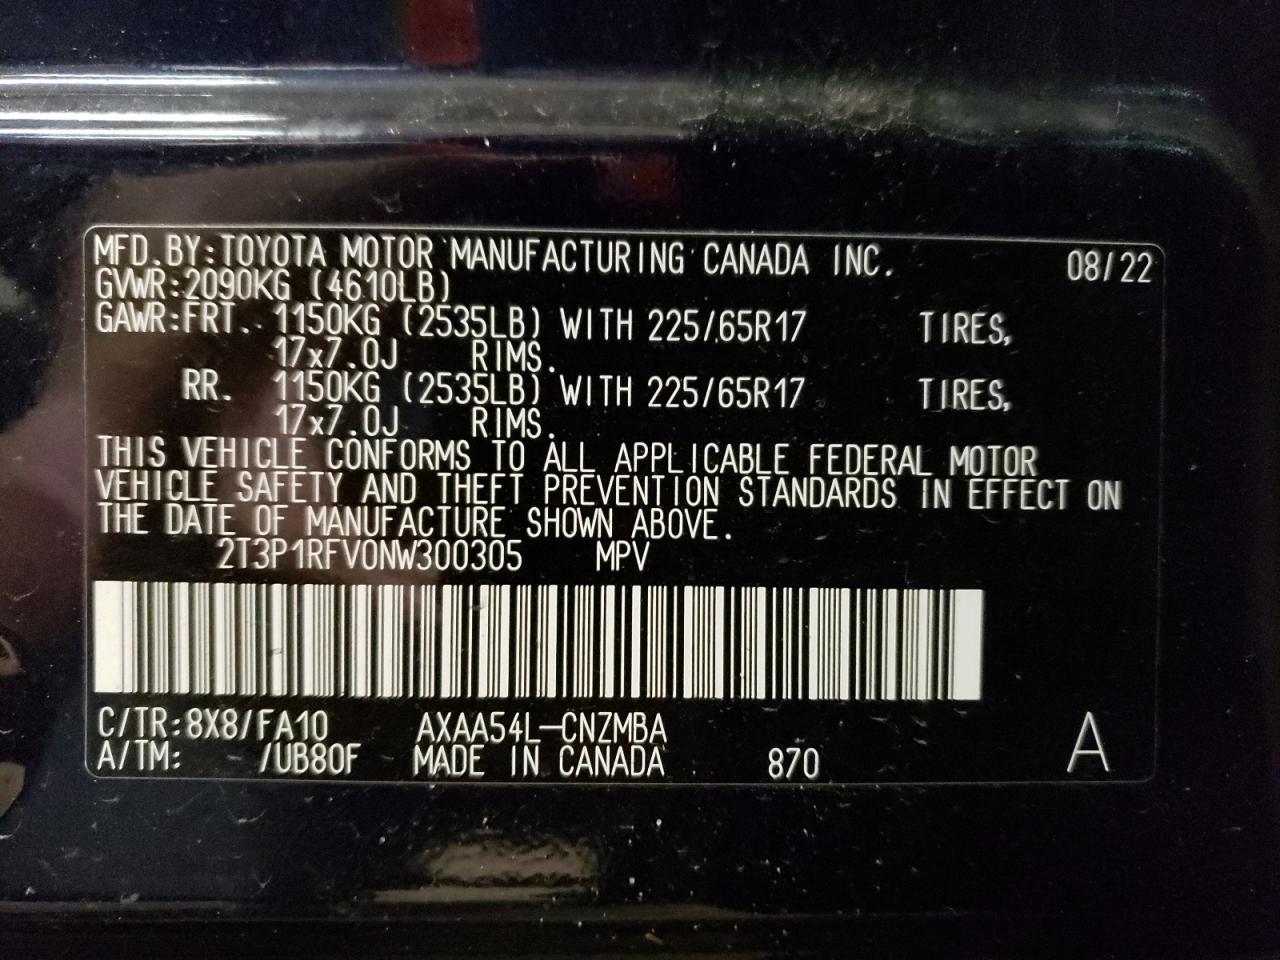 MFD.BY:TOYOTA MOTOR MANUFACTURING CANADA INC. 08/22
GVWR:2090KG (4610LB)
GAWR:FRT. 1150KG (2535LB) WITH 225/65R17 TIRES,
17x7.0J RIMS.
RR. 1150KG (2535LB) WITH 225/65R17 TIRES,
17x7.0J RIMS.
THIS VEHICLE CONFORMS TO ALL APPLICABLE FEDERAL MOTOR
VEHICLE SAFETY AND THEFT PREVENTION STANDARDS IN EFFECT ON
THE DATE OF MANUFACTURE SHOWN ABOVE.
2T3P1RFV0NW300305 MPV
C/TR:8X8/FA10 AXAA54L-CNZMBA A
A/TM: /UB80F MADE IN CANADA 870